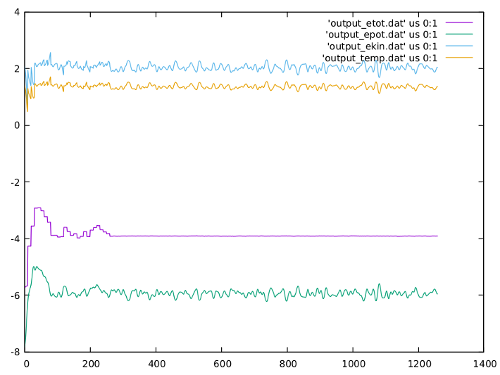 4
2
0
-2
-4
-6
-8
0 200 400 600 800 1000 1200 1400
'output_etot.dat' us 0:1
'output_epot.dat' us 0:1
'output_ekin.dat' us 0:1
'output_temp.dat' us 0:1